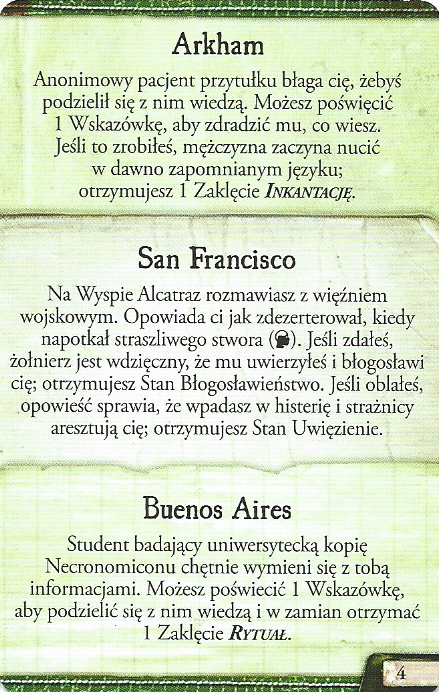 Arkham
Anonimowy pacjent przytułku błaga cię, żebyś
podzielił się z nim wiedzą. Możesz poświęcić
1 Wskazówkę, aby zdradzić mu, co wiesz.
Jeśli to zrobiłeś, mężczyzna zaczyna nucić
w dawno zapomnianym języku;
otrzymujesz 1 Zaklęcie INKANTACJĘ.
San Francisco
Na Wyspie Alcatraz rozmawiasz z więźniem
wojskowym. Opowiada ci jak zdezerterował, kiedy
napotkał straszliwego stwora (). Jeśli zdałeś,
żołnierz jest wdzięczny, że mu uwierzyłeś i błogosławi
cię; otrzymujesz Stan Błogosławieństwo. Jeśli oblałeś,
opowieść sprawia, że wpadasz w histerię i strażnicy
aresztują cię; otrzymujesz Stan Uwięzienie.
Buenos Aires
Student badający uniwersytecką kopię
Necronomiconu chętnie wymieni się z tobą
informacjami. Możesz poświecić 1 Wskazówkę,
aby podzielić się z nim wiedzą i w zamian otrzymać
1 Zaklęcie RYTUAŁ.
4